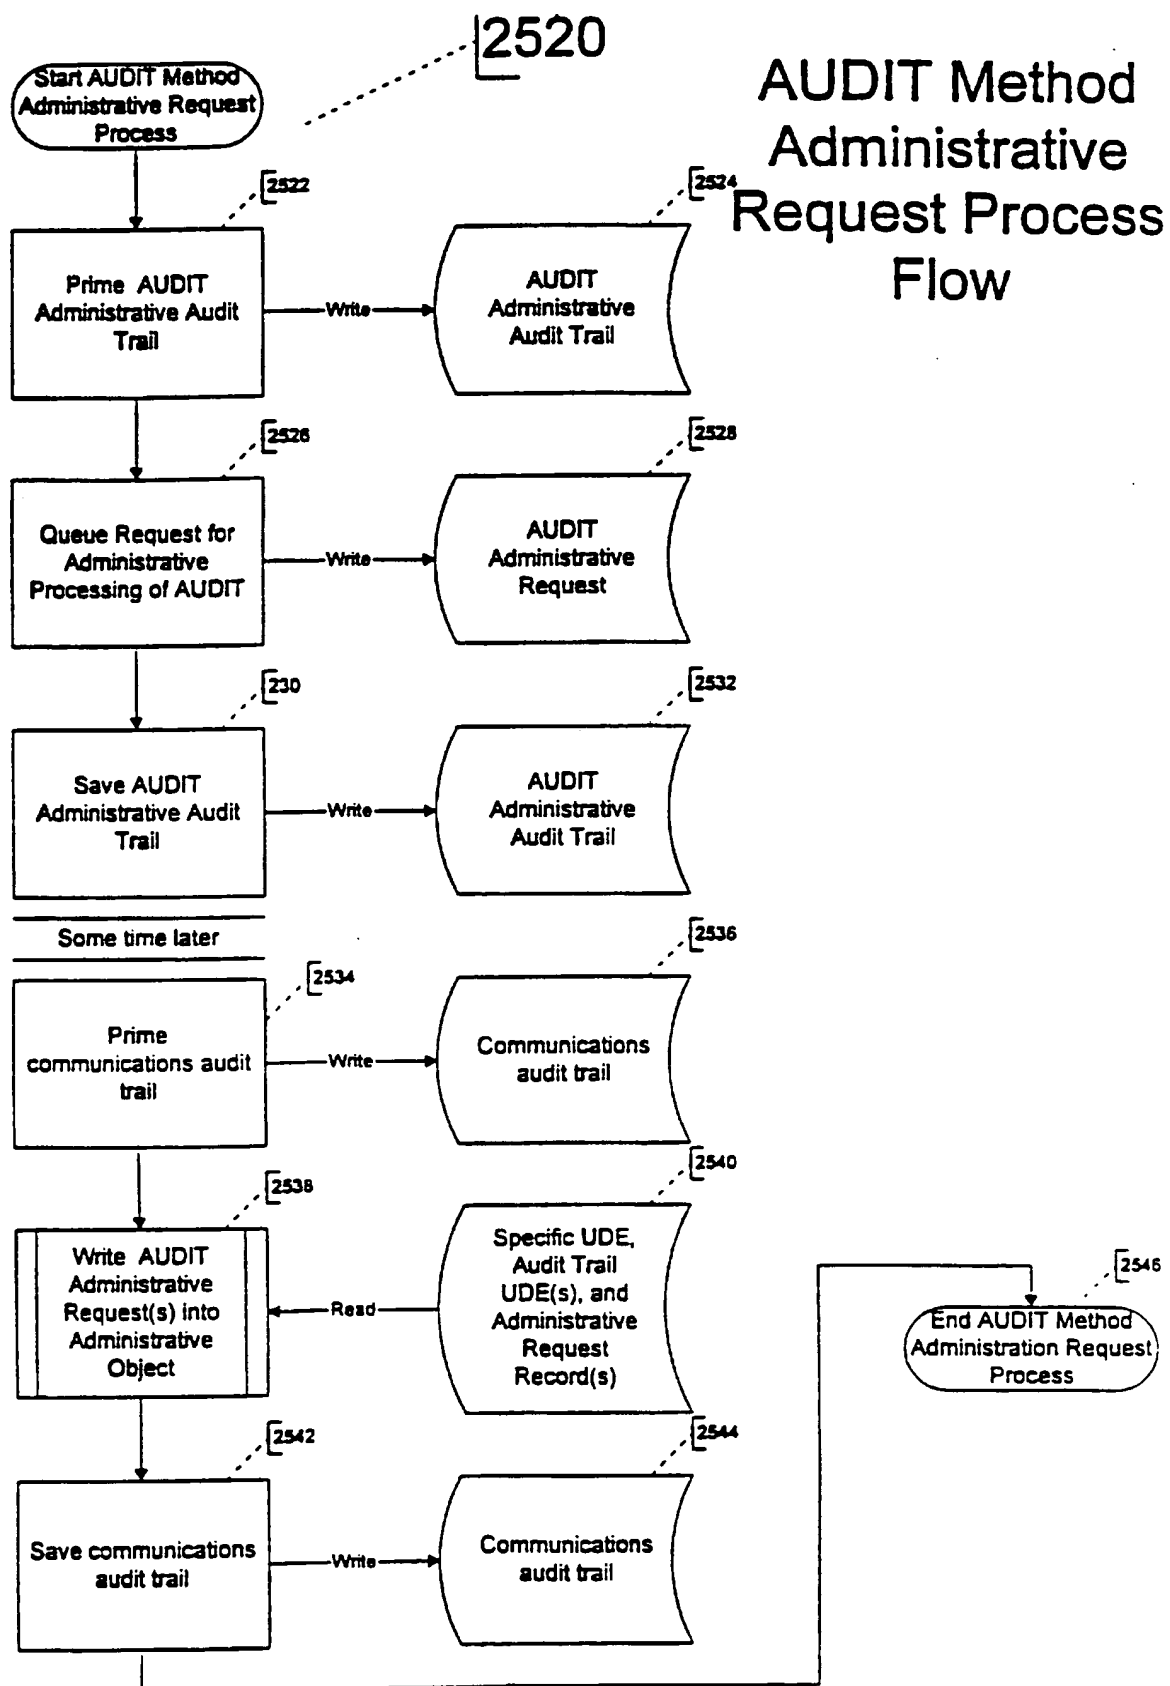 2520
AUDIT Method
Administrative
Request Process
Flow
Start AUDIT Method
Administrative Request
Process
2522
Prime AUDIT
Administrative Audit
Trail
Write
2524
AUDIT
Administrative
Audit Trail
2526
Queue Request for
Administrative
Processing of AUDIT
Write
2528
AUDIT
Administrative
Request
230
Save AUDIT
Administrative Audit
Trail
Write
2532
AUDIT
Administrative
Audit Trail
Some time later
2534
Prime
communications audit
trail
Write
2536
Communications
audit trail
2538
Write AUDIT
Administrative
Request(s) into
Administrative
Object
Read
2540
Specific UDE,
Audit Trail
UDE(s), and
Administrative
Request
Record(s)
2542
Save communications
audit trail
Write
2544
Communications
audit trail
2546
End AUDIT Method
Administration Request
Process